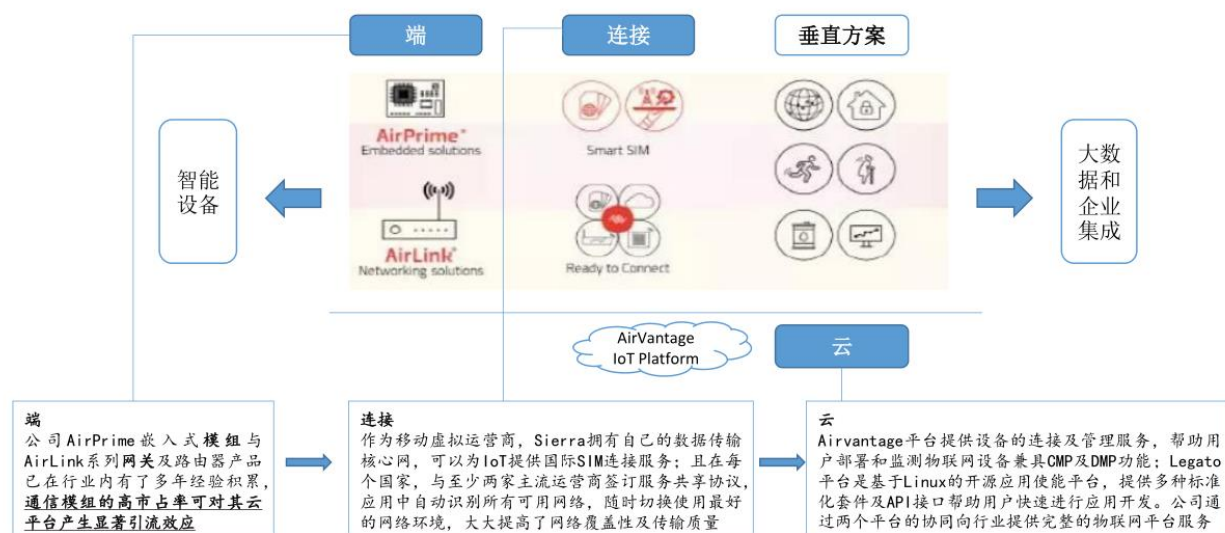 端
连接
垂直方案
智能
设备
AirPrime
Embedded solutions
AirLink
Networking solutions
Smart SIM
Ready to Connect
大数
据和
企业
集成
AirVantage
IoT Platform
云
端
公司AirPrime嵌入式模组与
AirLink系列网关及路由器产品
已在行业内有了多年经验积累，
通信模组的高市占率可对其云
平台产生显著引流效应
连接
作为移动虚拟运营商，Sierra拥有自己的数据传输
核心网，可以为IoT提供国际SIM连接服务；且在每
个国家，与至少两家主流运营商签订服务共享协议，
应用中自动识别所有可用网络，随时切换使用最好
的网络环境，大大提高了网络覆盖性及传输质量
云
Airvantage平台提供设备的连接及管理服务，帮助用
户部署和监测物联网设备兼具CMP及DMP功能；Legato
平台是基于Linux的开源应用使能平台，提供多种标准
化套件及API接口帮助用户快速进行应用开发。公司通
过两个平台的协同向行业提供完整的物联网平台服务